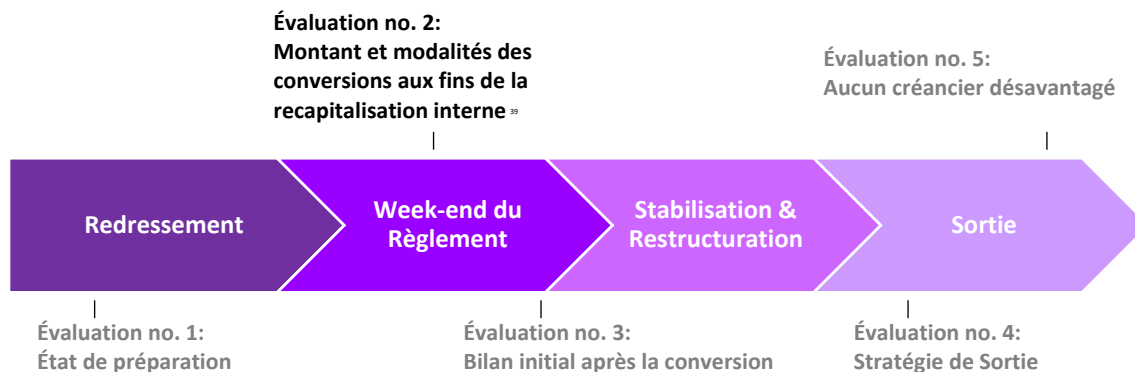 Évaluation no. 2:
Montant et modalités des
conversions aux fins de la
recapitalisation interne 39
Évaluation no. 5:
Aucun créancier désavantagé
Redressement
Week-end du
Règlement
Stabilisation &
Restructuration
Sortie
Évaluation no. 1:
État de préparation
Évaluation no. 3:
Bilan initial après la conversion
Évaluation no. 4:
Stratégie de Sortie